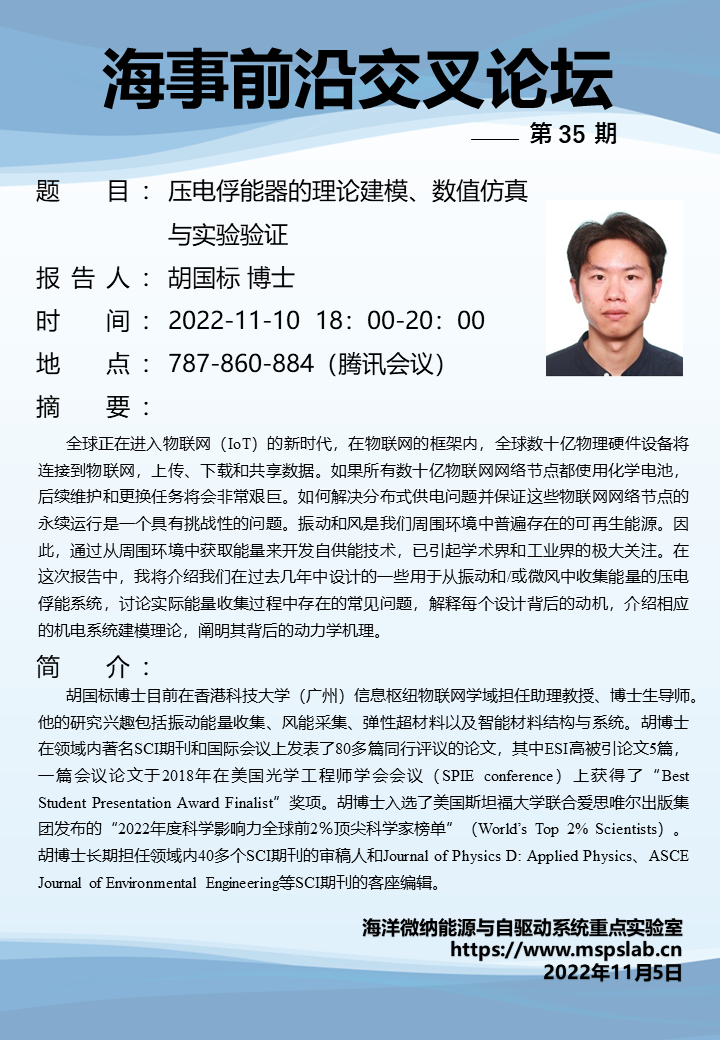 海事前沿交叉论坛
—— 第 35 期
题 目：压电俘能器的理论建模、数值仿真
与实验验证
报 告 人：胡国标 博士
时 间：2022-11-10 18：00-20：00
地 点：787-860-884（腾讯会议）
摘 要：
全球正在进入物联网（IoT）的新时代，在物联网的框架内，全球数十亿物理硬件设备将
连接到物联网，上传、下载和共享数据。如果所有数十亿物联网网络节点都使用化学电池，
后续维护和更换任务将会非常艰巨。如何解决分布式供电问题并保证这些物联网网络节点的
永续运行是一个具有挑战性的问题。振动和风是我们周围环境中普遍存在的可再生能源。因
此，通过从周围环境中获取能量来开发自供能技术，已引起学术界和工业界的极大关注。在
这次报告中，我将介绍我们在过去几年中设计的一些用于从振动和/或微风中收集能量的压电
俘能系统，讨论实际能量收集过程中存在的常见问题，解释每个设计背后的动机，介绍相应
的机电系统建模理论，阐明其背后的动力学机理。
简 介：
胡国标博士目前在香港科技大学（广州）信息枢纽物联网学域担任助理教授、博士生导师。
他的研究兴趣包括振动能量收集、风能采集、弹性超材料以及智能材料结构与系统。胡博士
在领域内著名SCI期刊和国际会议上发表了80多篇同行评议的论文，其中ESI高被引论文5篇，
一篇会议论文于2018年在美国光学工程师学会会议（SPIE conference）上获得了“Best
Student Presentation Award Finalist”奖项。胡博士入选了美国斯坦福大学联合爱思唯尔出版集
团发布的“2022年度科学影响力全球前2%顶尖科学家榜单”（World’s Top 2% Scientists）。
胡博士长期担任领域内40多个SCI期刊的审稿人和Journal of Physics D: Applied Physics、ASCE
Journal of Environmental Engineering等SCI期刊的客座编辑。
海洋微纳能源与自驱动系统重点实验室
https://www.mspslab.cn
2022年11月5日